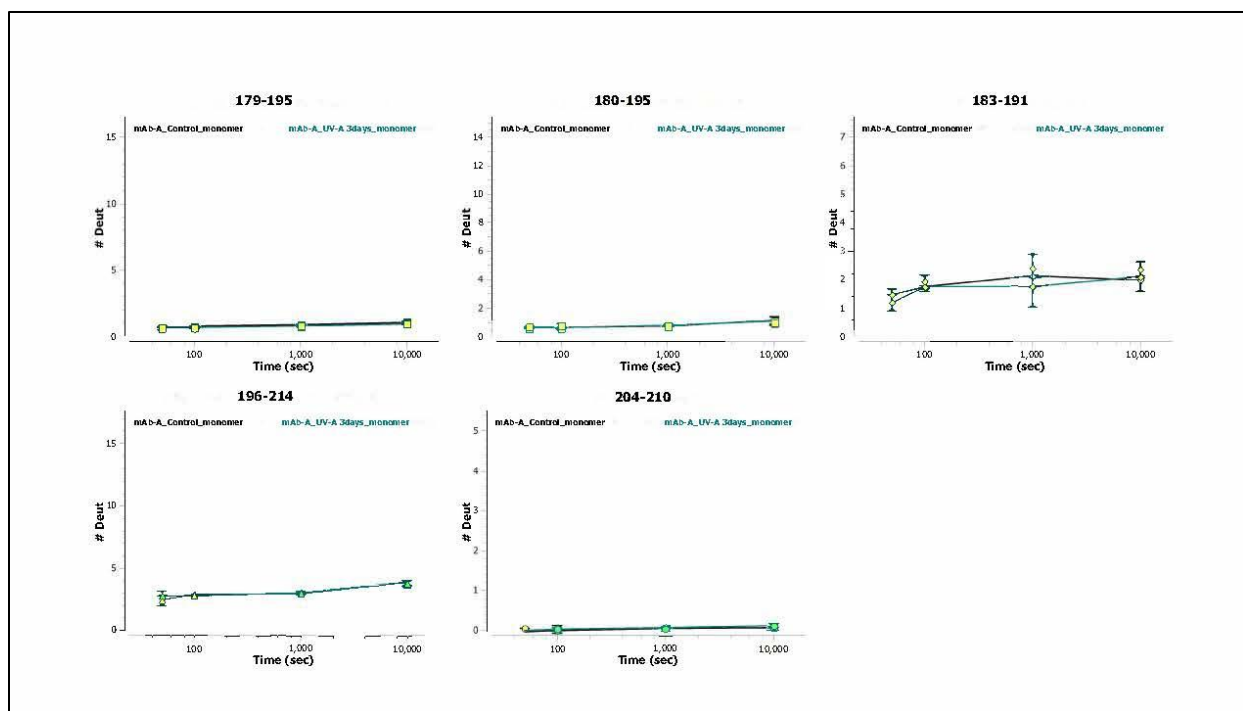 179-195
mAb-A_Control_monomer mAb-A_UV-A 3days_monomer
# Deut
15
10
5
0
100 1,000 10,000
Time (sec)
180-195
mAb-A_Control_monomer mAb-A_UV-A 3days_monomer
# Deut
14
12
10
8
6
4
2
0
100 1,000 10,000
Time (sec)
183-191
mAb-A_Control_monomer mAb-A_UV-A 3days_monomer
# Deut
7
6
5
4
3
2
1
0
100 1,000 10,000
Time (sec)
196-214
mAb-A_Control_monomer mAb-A_UV-A 3days_monomer
# Deut
15
10
5
0
100 1,000 10,000
Time (sec)
204-210
mAb-A_Control_monomer mAb-A_UV-A 3days_monomer
# Deut
5
4
3
2
1
0
100 1,000 10,000
Time (sec)